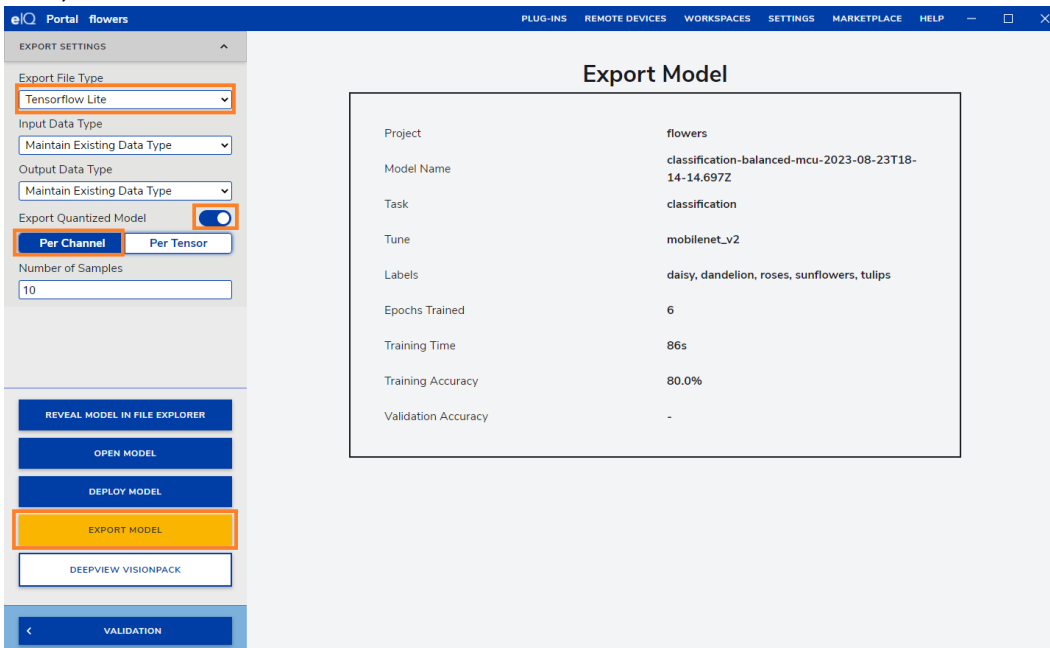 eIQ Portal flowers PLUG-INS REMOTE DEVICES WORKSPACES SETTINGS MARKETPLACE HELP
EXPORT SETTINGS
Export File Type
Tensorflow Lite
Input Data Type
Maintain Existing Data Type
Output Data Type
Maintain Existing Data Type
Export Quantized Model
Per Channel Per Tensor
Number of Samples
10
REVEAL MODEL IN FILE EXPLORER
OPEN MODEL
DEPLOY MODEL
EXPORT MODEL
DEEPVIEW VISIONPACK
VALIDATION
Export Model
Project flowers
Model Name classification-balanced-mcu-2023-08-23T18-
14-14.697Z
Task classification
Tune mobilenet_v2
Labels daisy, dandelion, roses, sunflowers, tulips
Epochs Trained 6
Training Time 86s
Training Accuracy 80.0%
Validation Accuracy -